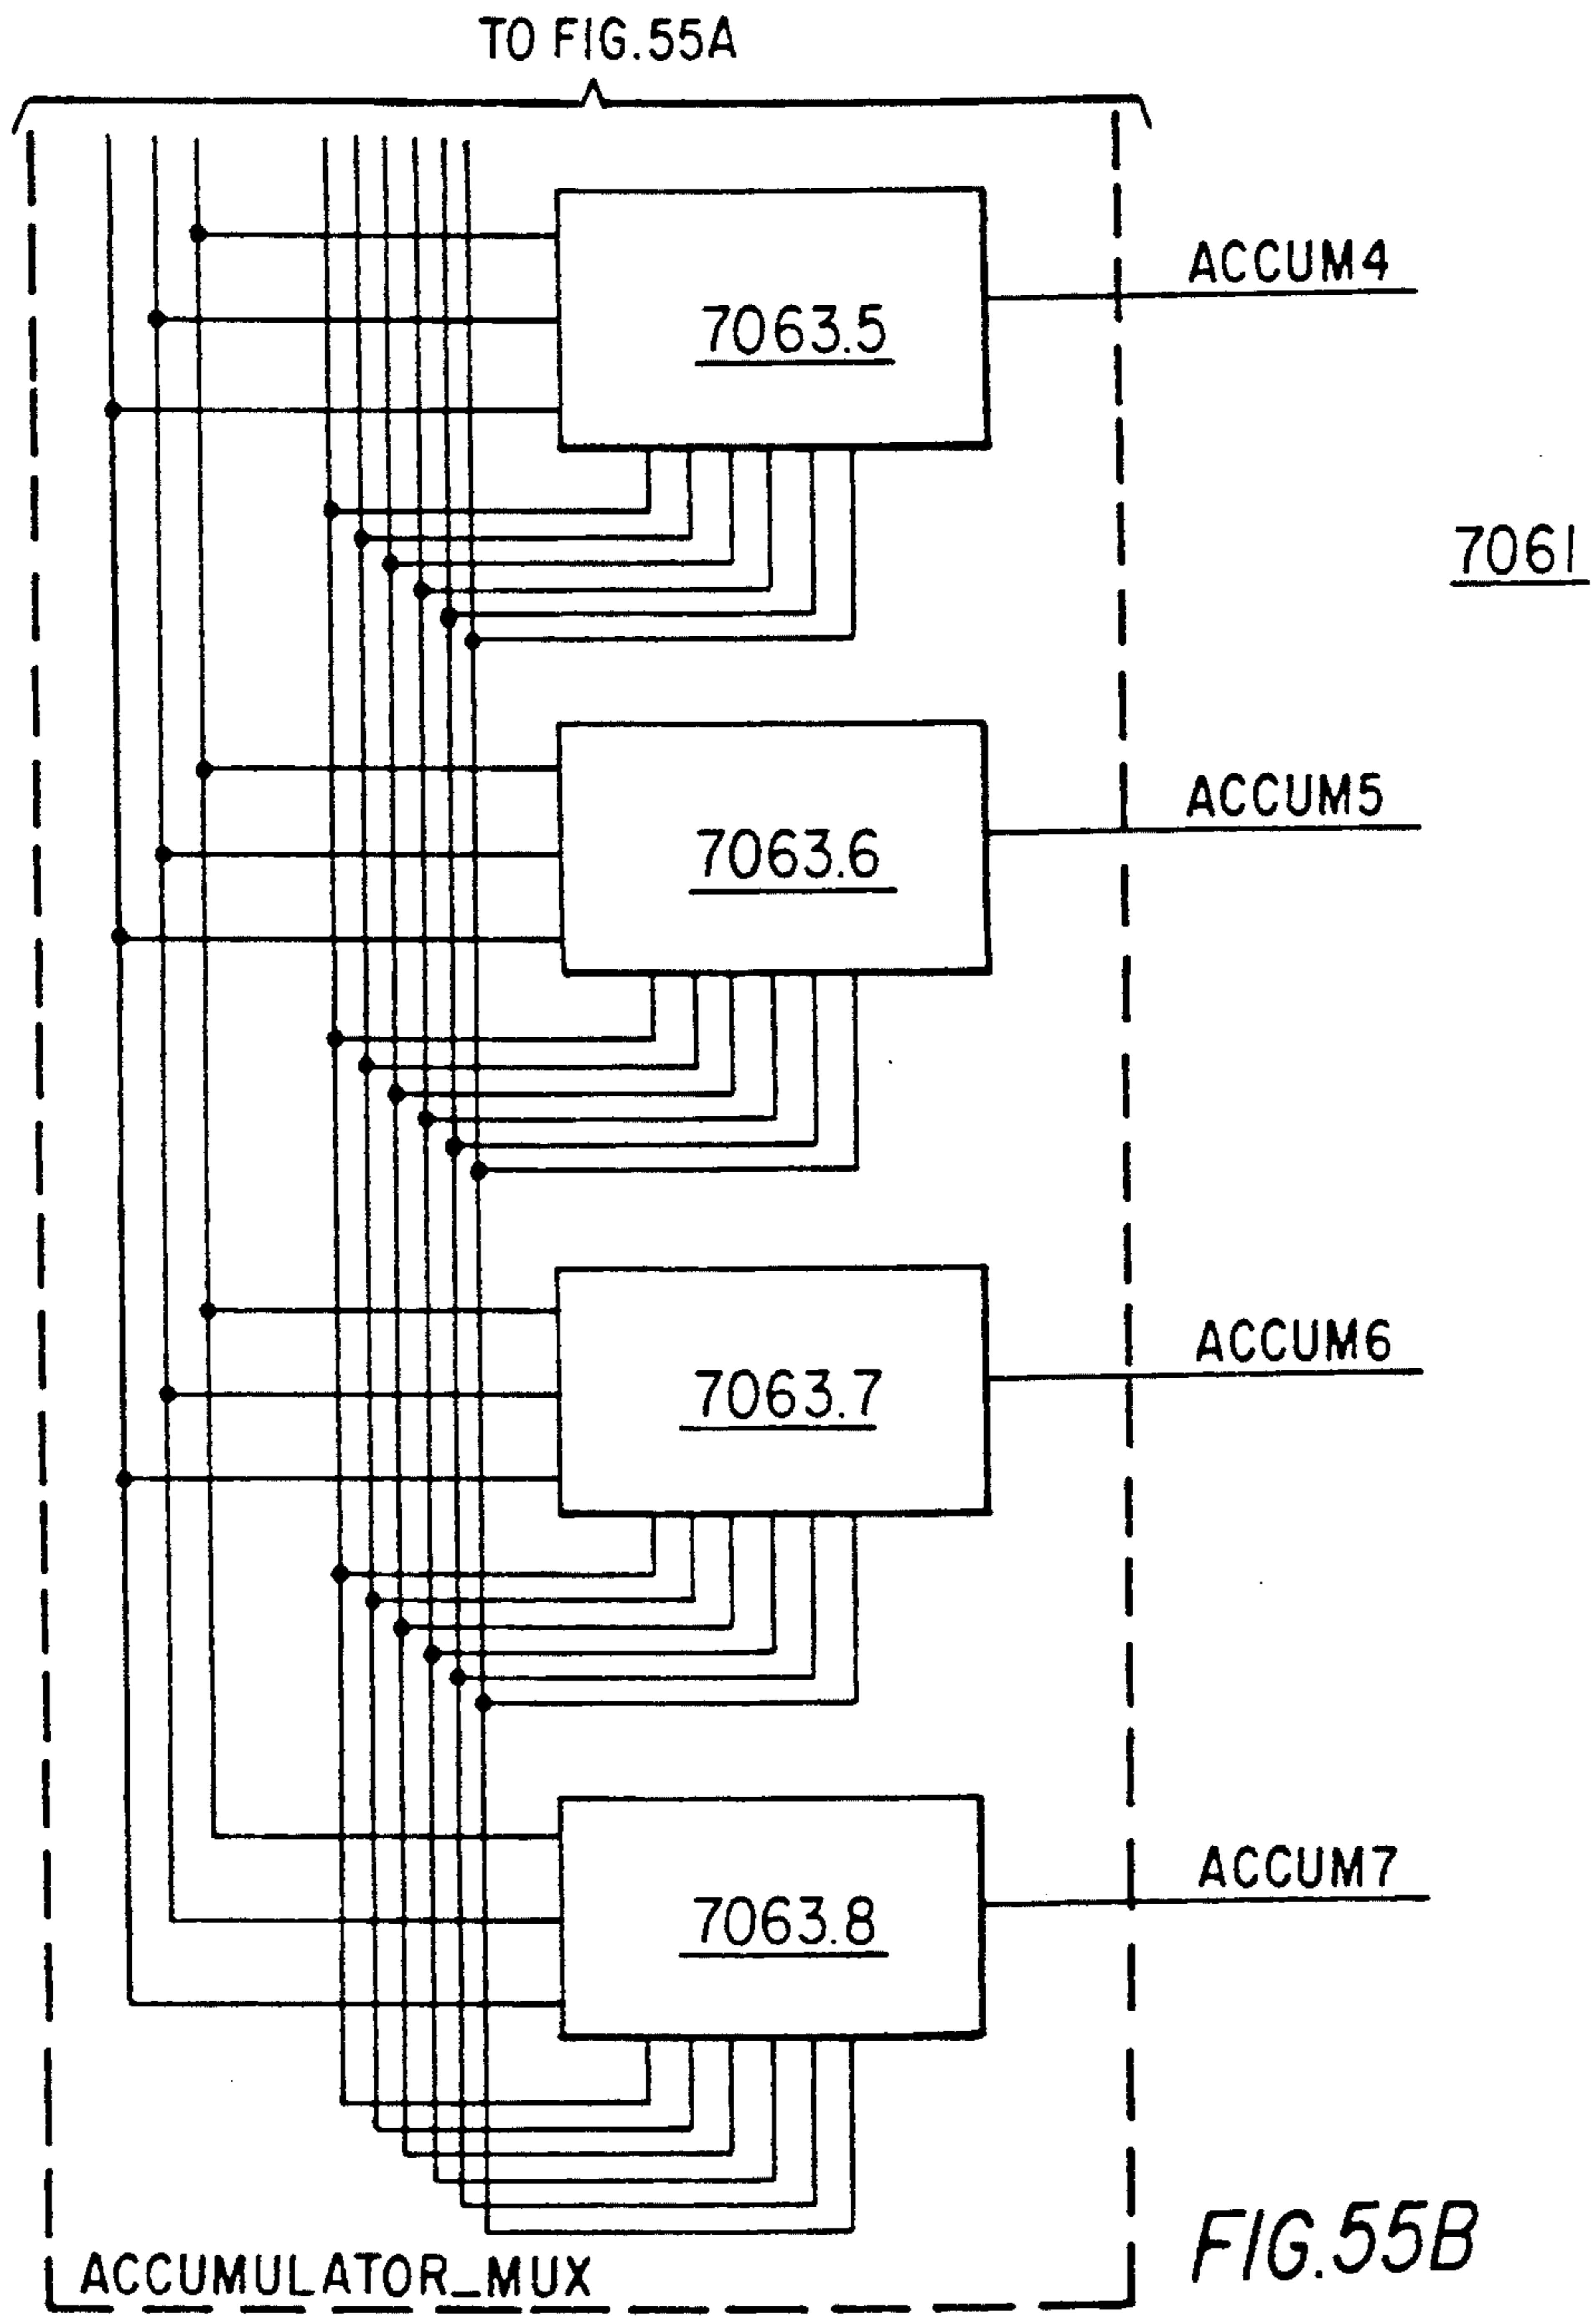 TO FIG.55A
7063.5
ACCUM4
7061
7063.6
ACCUM5
7063.7
ACCUM6
7063.8
ACCUM7
ACCUMULATOR_MUX
FIG.55B